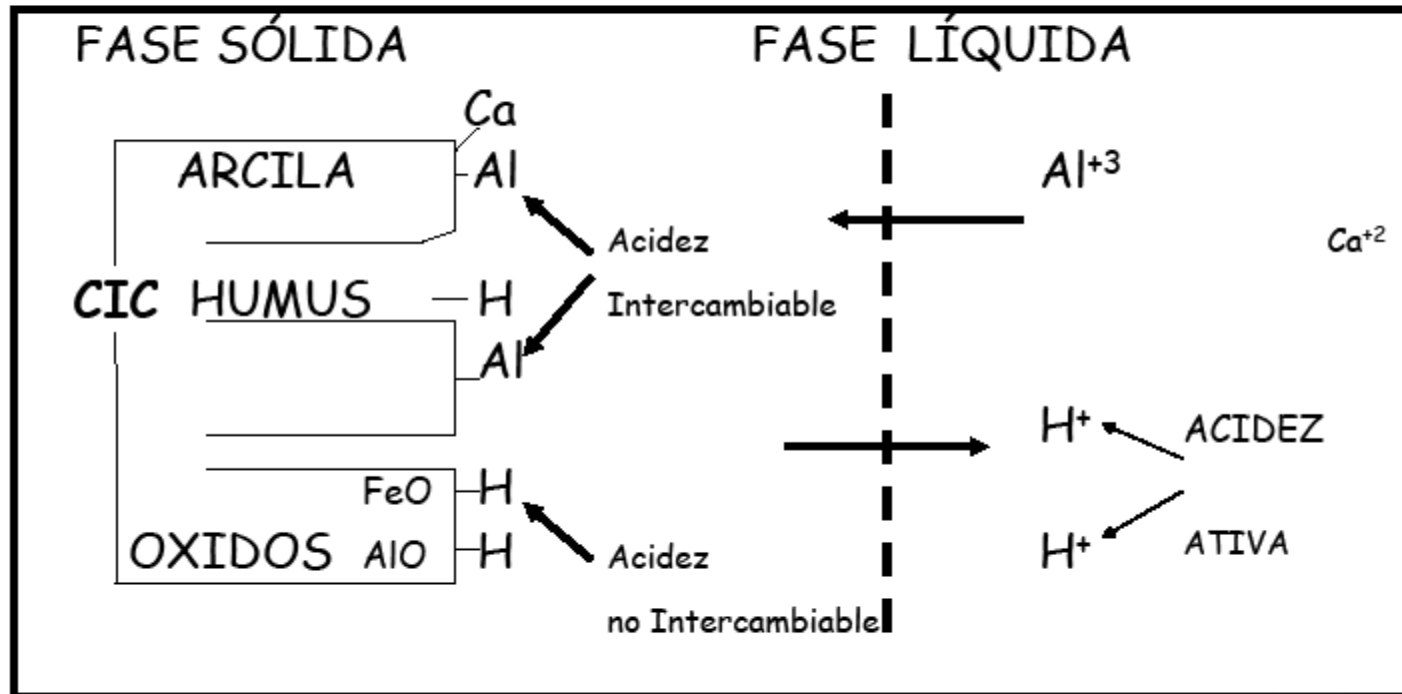 FASE SÓLIDA
FASE LÍQUIDA
Ca
ARCILA
Al
Al+3
Acidez
Ca+2
CIC HUMUS
H
Intercambiable
Al
H+
ACIDEZ
FeO
H
OXIDOS AlO
H
Acidez
H+
ATIVA
no Intercambiable